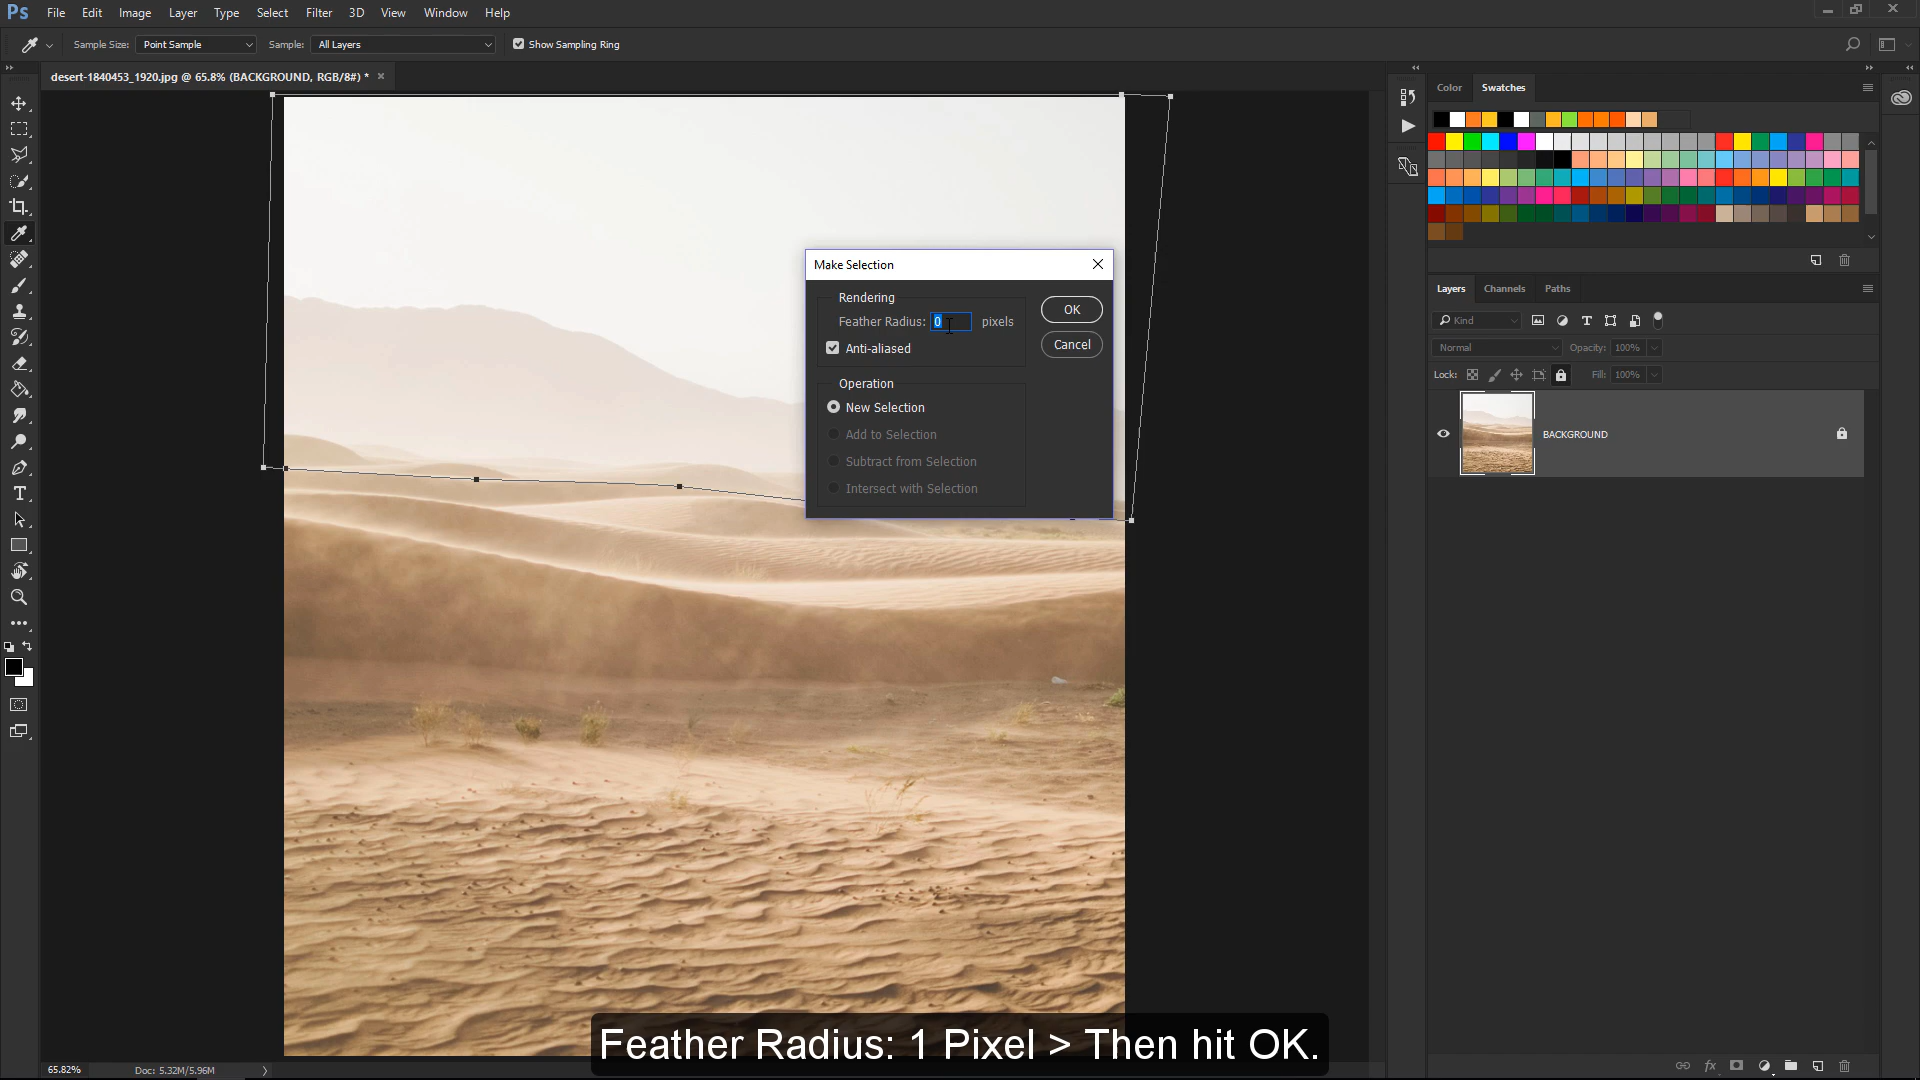 Ps File Edit Image Layer Type Select Filter 3D View Window Help
Sample Size: Point Sample Sample: All Layers Show Sampling Ring
desert-1840453_1920.jpg @ 65.8% (BACKGROUND, RGB/8#) * ×
Color Swatches
Make Selection
Rendering
Feather Radius: 0 pixels
OK
Anti-aliased
Cancel
Operation
New Selection
Add to Selection
Subtract from Selection
Intersect with Selection
Layers Channels Paths
Kind
Normal Opacity: 100%
Lock: Fill: 100%
BACKGROUND
Feather Radius: 1 Pixel > Then hit OK.
65.82% Doc: 5.32M/5.96M
fx